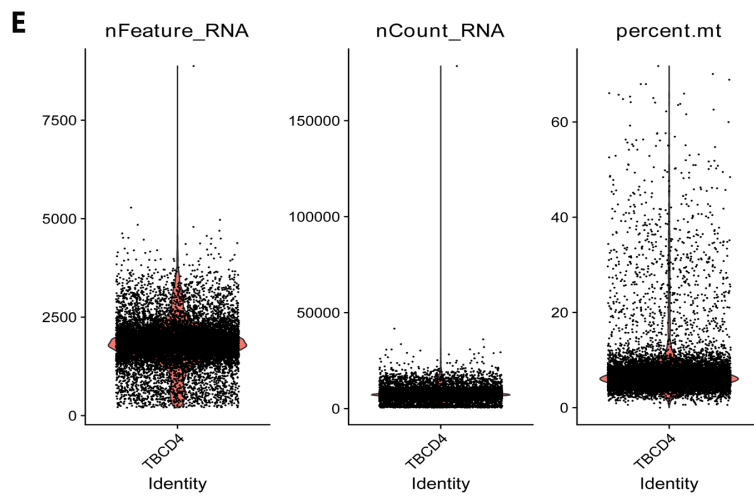 E
nFeature_RNA
7500
5000
2500
0
TBCD4
Identity
nCount_RNA
150000
100000
50000
0
TBCD4
Identity
percent.mt
60
40
20
0
TBCD4
Identity